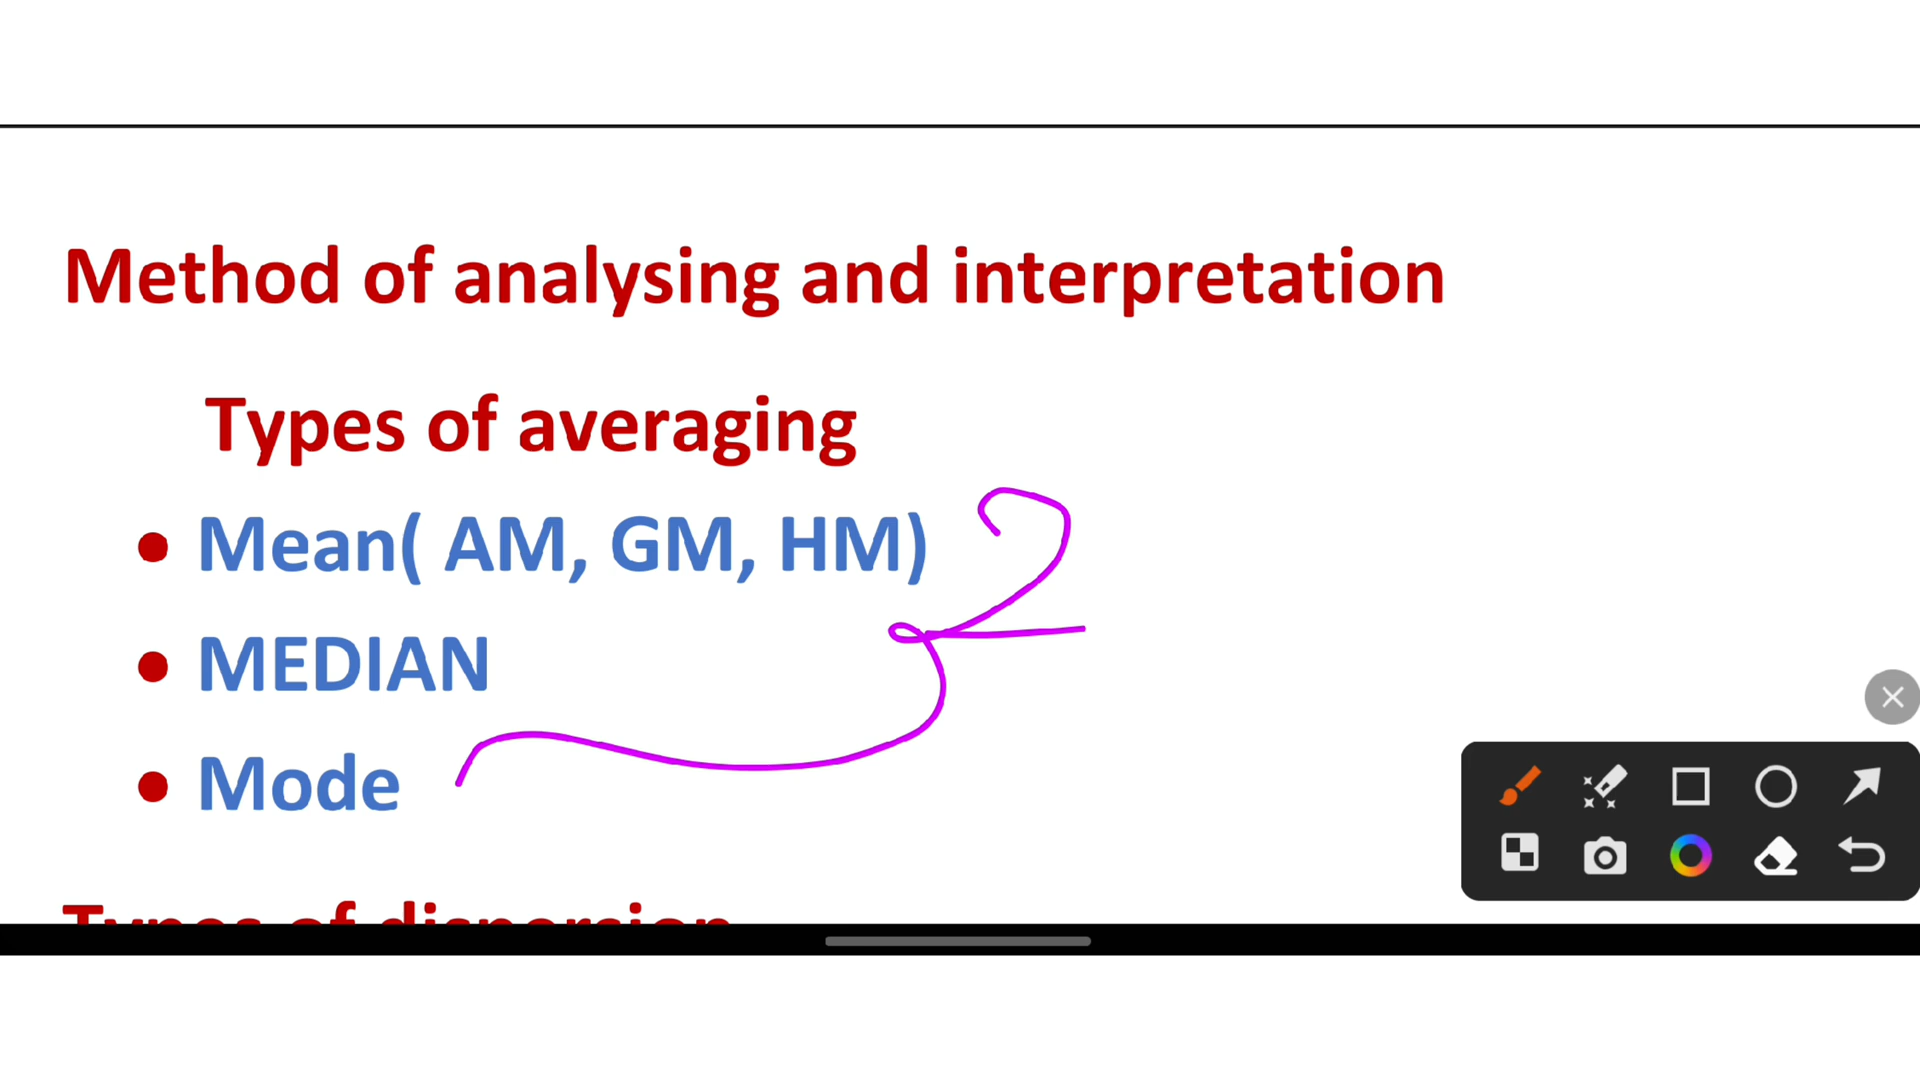 Method of analysing and interpretation
Types of averaging
• Mean( AM, GM, HM)
• MEDIAN
• Mode
Types of dispersion